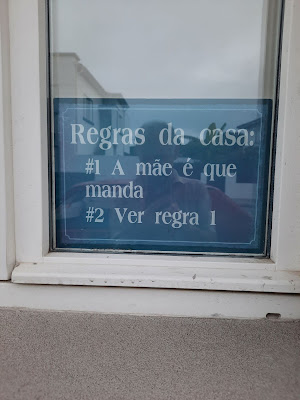 Regras da casa:
#1 A mãe é que
manda
#2 Ver regra 1